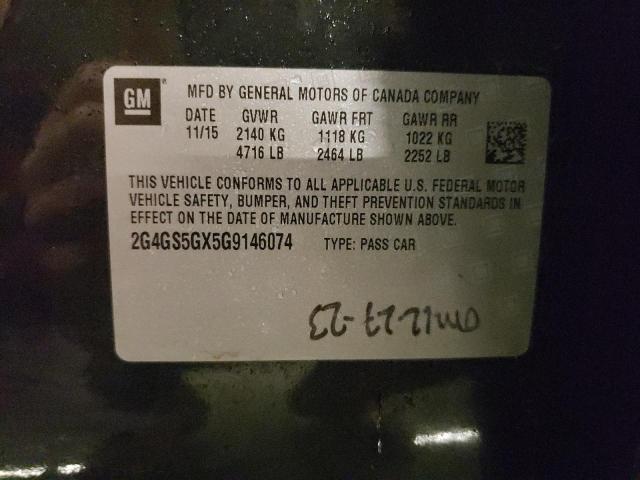 GM
MFD BY GENERAL MOTORS OF CANADA COMPANY
DATE GVWR GAWR FRT GAWR RR
11/15 2140 KG 1118 KG 1022 KG
4716 LB 2464 LB 2252 LB
THIS VEHICLE CONFORMS TO ALL APPLICABLE U.S. FEDERAL MOTOR
VEHICLE SAFETY, BUMPER, AND THEFT PREVENTION STANDARDS IN
EFFECT ON THE DATE OF MANUFACTURE SHOWN ABOVE.
2G4GS5GX5G9146074 TYPE: PASS CAR